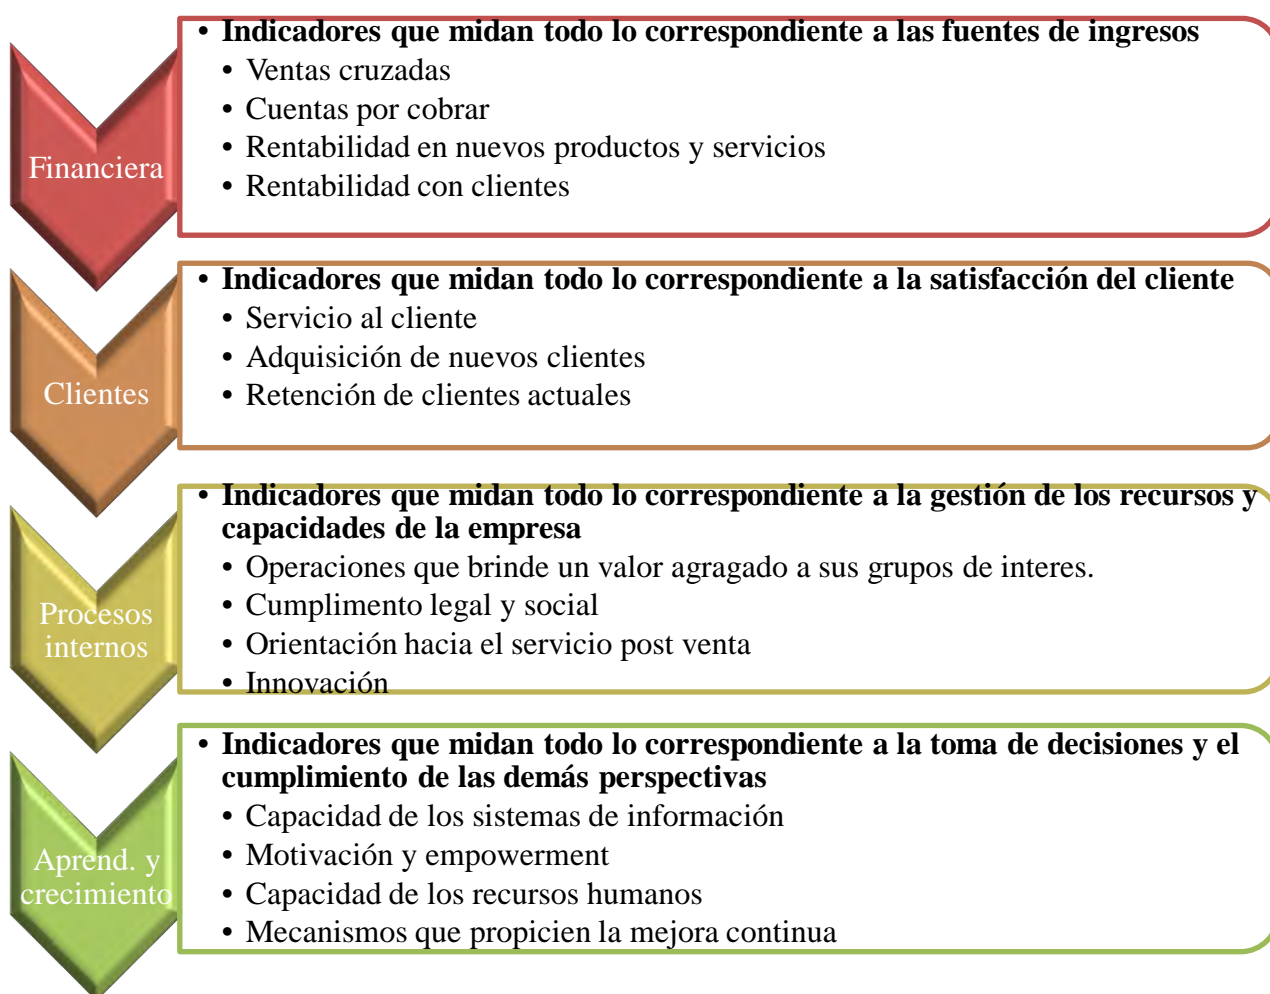 Financiera
• Indicadores que midan todo lo correspondiente a las fuentes de ingresos
• Ventas cruzadas
• Cuentas por cobrar
• Rentabilidad en nuevos productos y servicios
• Rentabilidad con clientes
Clientes
• Indicadores que midan todo lo correspondiente a la satisfacción del cliente
• Servicio al cliente
• Adquisición de nuevos clientes
• Retención de clientes actuales
Procesos
internos
• Indicadores que midan todo lo correspondiente a la gestión de los recursos y
capacidades de la empresa
• Operaciones que brinde un valor agragado a sus grupos de interes.
• Cumplimento legal y social
• Orientación hacia el servicio post venta
• Innovación
Aprend. y
crecimiento
• Indicadores que midan todo lo correspondiente a la toma de decisiones y el
cumplimiento de las demás perspectivas
• Capacidad de los sistemas de información
• Motivación y empowerment
• Capacidad de los recursos humanos
• Mecanismos que propicien la mejora continua